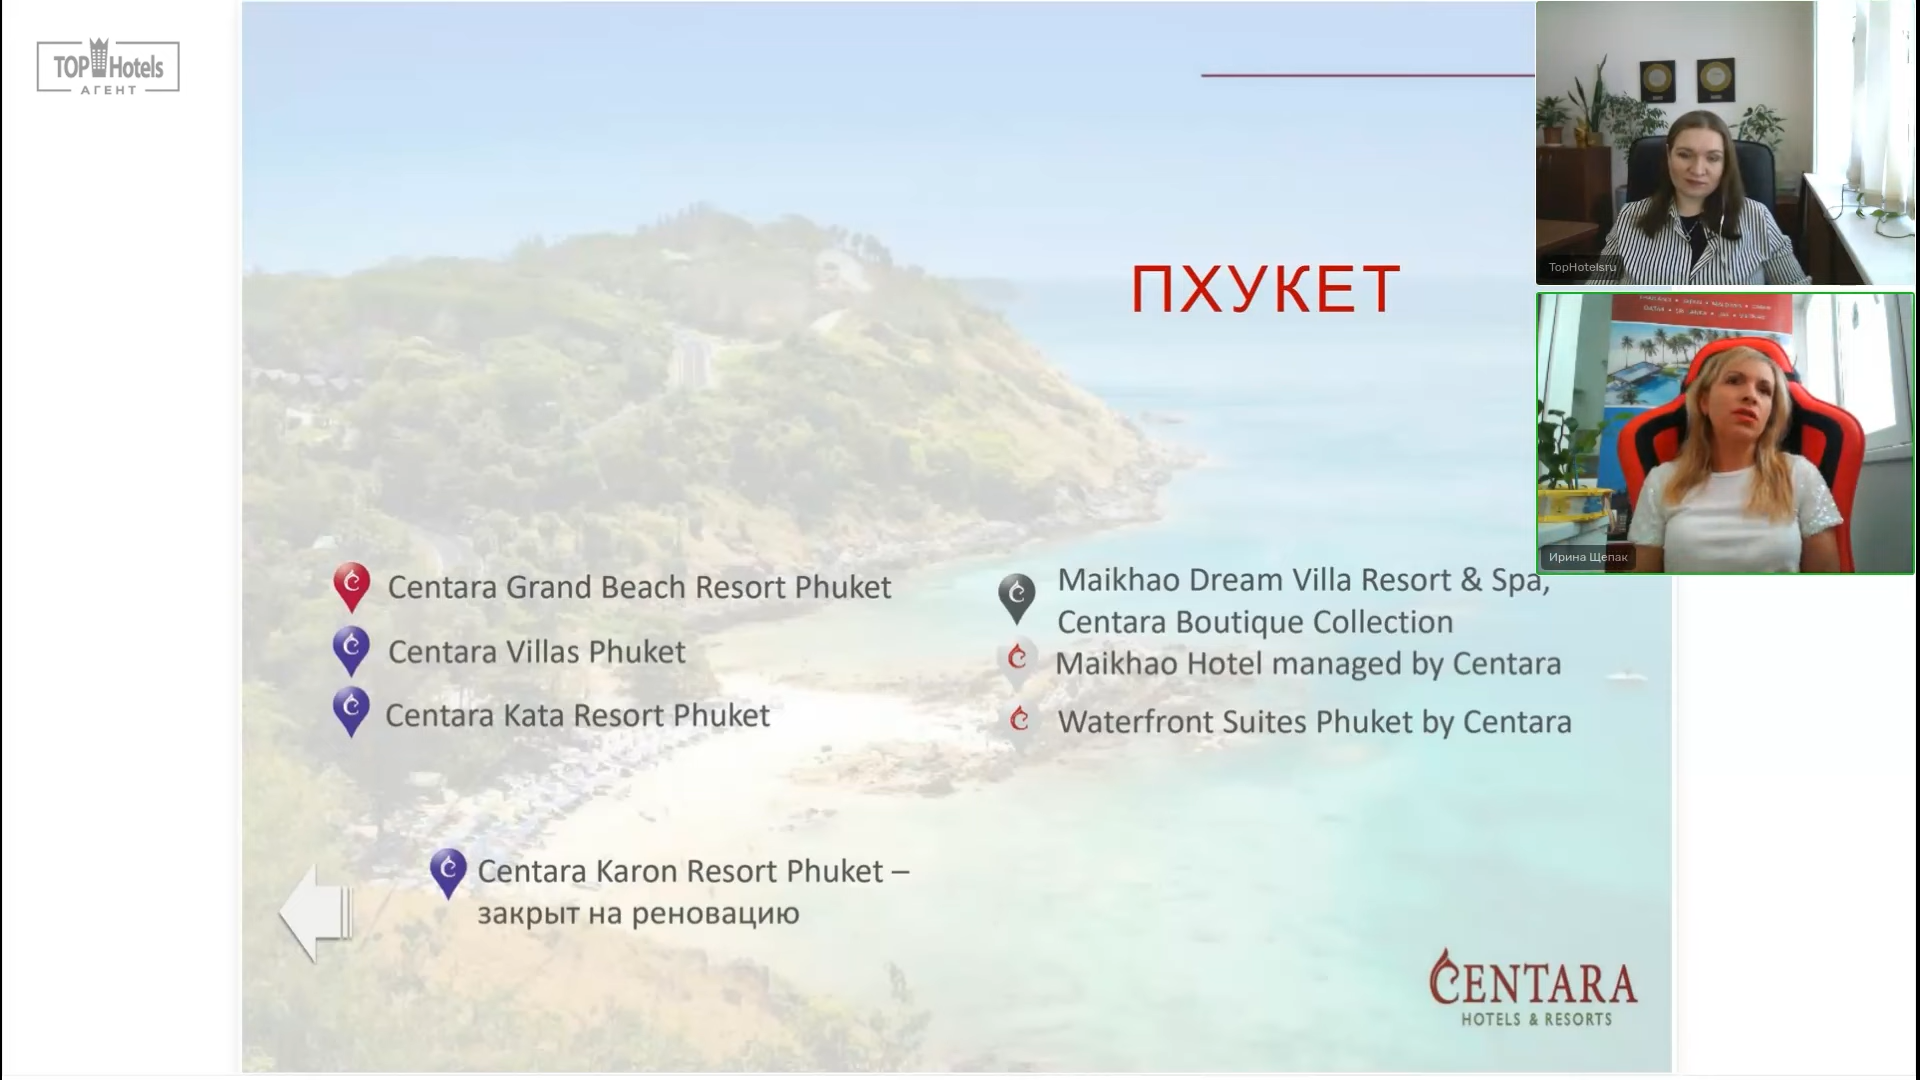 TOP Hotels
АГЕНТ
ПХУКЕТ
TopHotelsru
Ирина Щепак
Centara Grand Beach Resort Phuket
Centara Villas Phuket
Centara Kata Resort Phuket
Maikhao Dream Villa Resort & Spa,
Centara Boutique Collection
Maikhao Hotel managed by Centara
Waterfront Suites Phuket by Centara
Centara Karon Resort Phuket –
закрыт на реновацию
CENTARA
HOTELS & RESORTS